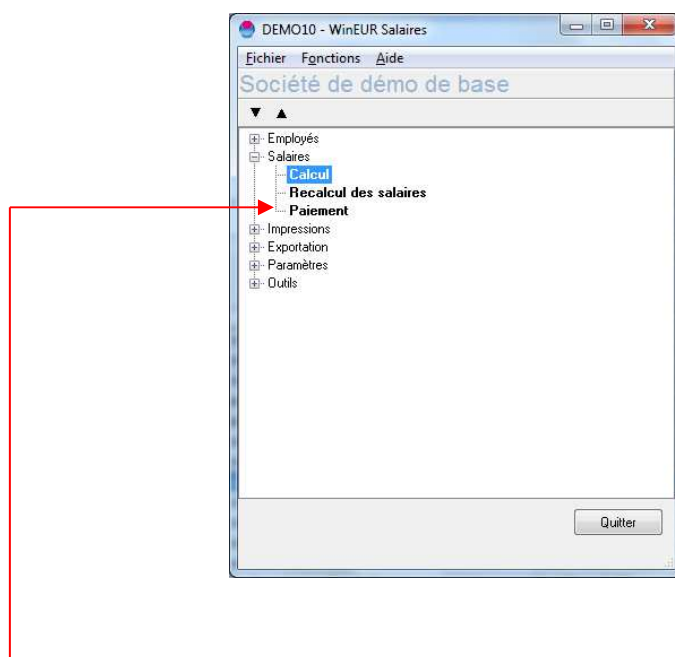 DEMO10 - WinEUR Salaires
Fichier Fonctions Aide
Société de démo de base
Employés
Salaires
Calcul
Recalcul des salaires
Paiement
Impressions
Exportation
Paramètres
Outils
Quitter